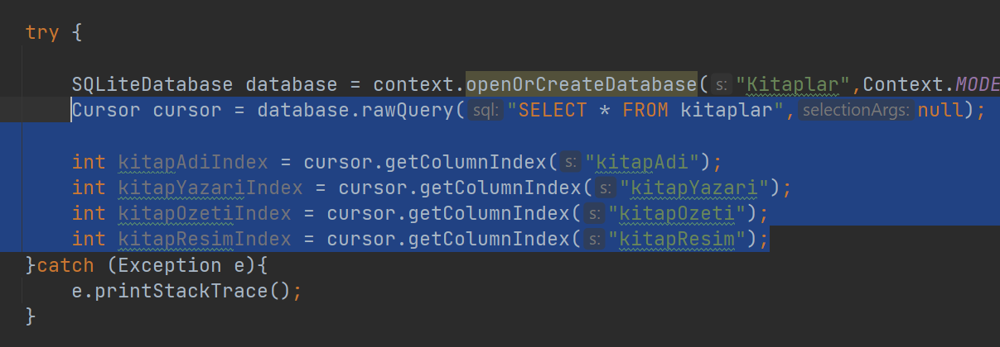 try {
SQLiteDatabase database = context.openOrCreateDatabase( s: "Kitaplar",Context.MODE
Cursor cursor = database.rawQuery( sql: "SELECT * FROM kitaplar", selectionArgs: null);
int kitapAdiIndex = cursor.getColumnIndex( s: "kitapAdi");
int kitapYazariIndex = cursor.getColumnIndex( s: "kitapYazari");
int kitapOzetiIndex = cursor.getColumnIndex( s: "kitapOzeti");
int kitapResimIndex = cursor.getColumnIndex( s: "kitapResim");
}catch (Exception e){
e.printStackTrace();
}